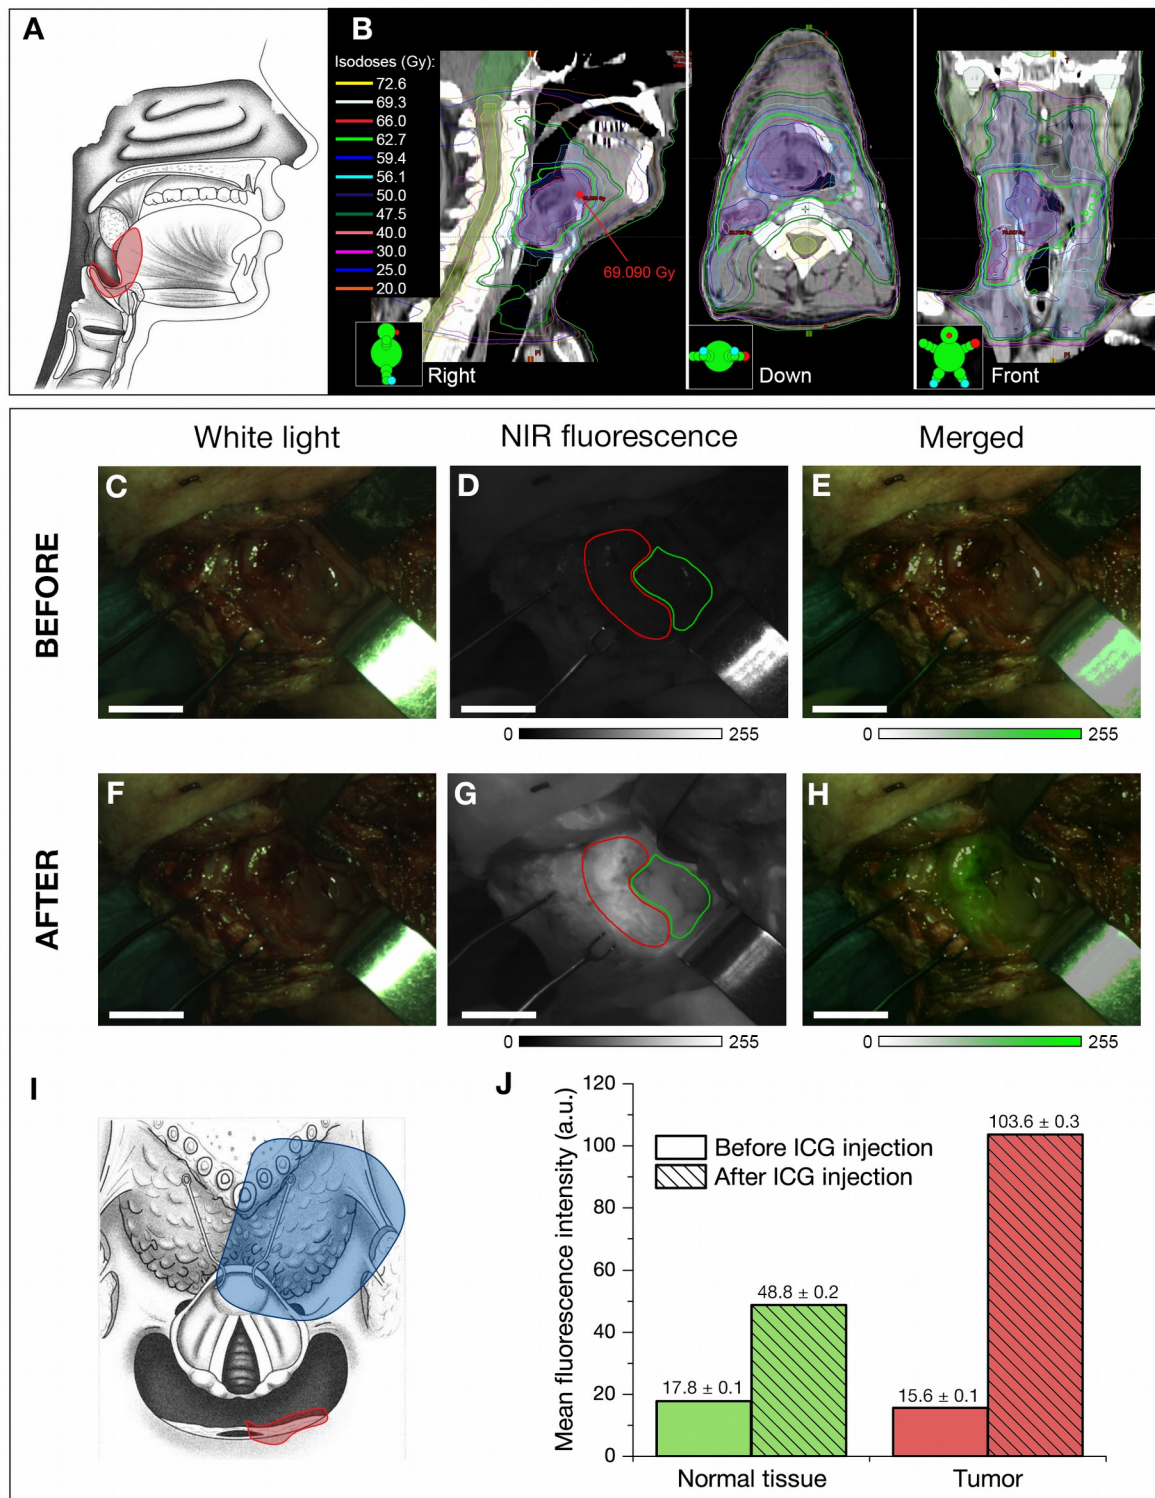 A
B
Isodoses (Gy):
72.6
69.3
66.0
62.7
59.4
56.1
50.0
47.5
40.0
30.0
25.0
20.0
69.090 Gy
Right
Down
Front
White light
NIR fluorescence
Merged
BEFORE
C
D
E
0 255
0 255
AFTER
F
G
H
0 255
0 255
I
J
Mean fluorescence intensity (a.u.)
120
100
80
60
40
20
0
Before ICG injection
After ICG injection
17.8 ± 0.1
48.8 ± 0.2
15.6 ± 0.1
103.6 ± 0.3
Normal tissue
Tumor